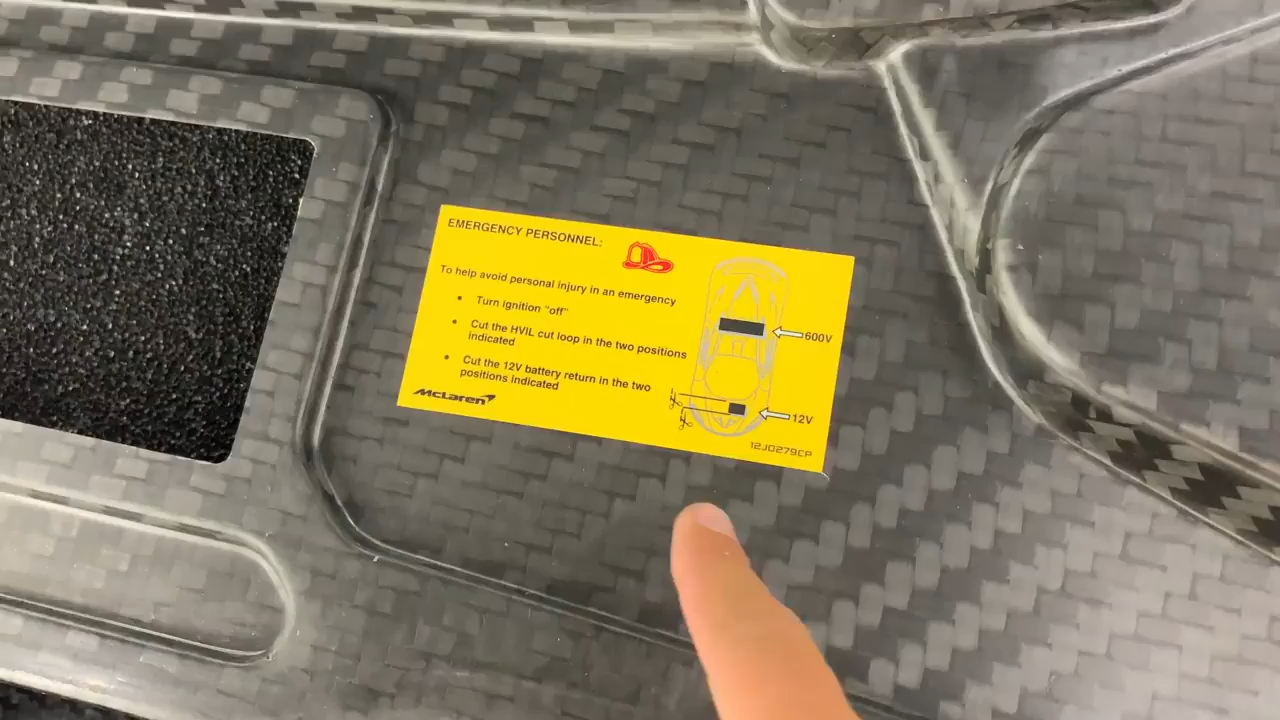 EMERGENCY PERSONNEL:
To help avoid personal injury in an emergency
• Turn ignition "off"
• Cut the HVIL cut loop in the two positions
indicated
• Cut the 12V battery return in the two
positions indicated
McLaren
600V
12V
12J0279CP